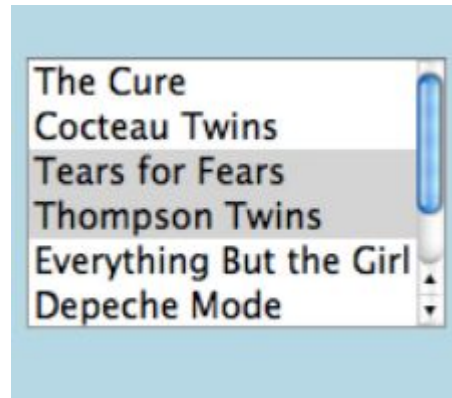 The Cure
Cocteau Twins
Tears for Fears
Thompson Twins
Everything But the Girl
Depeche Mode